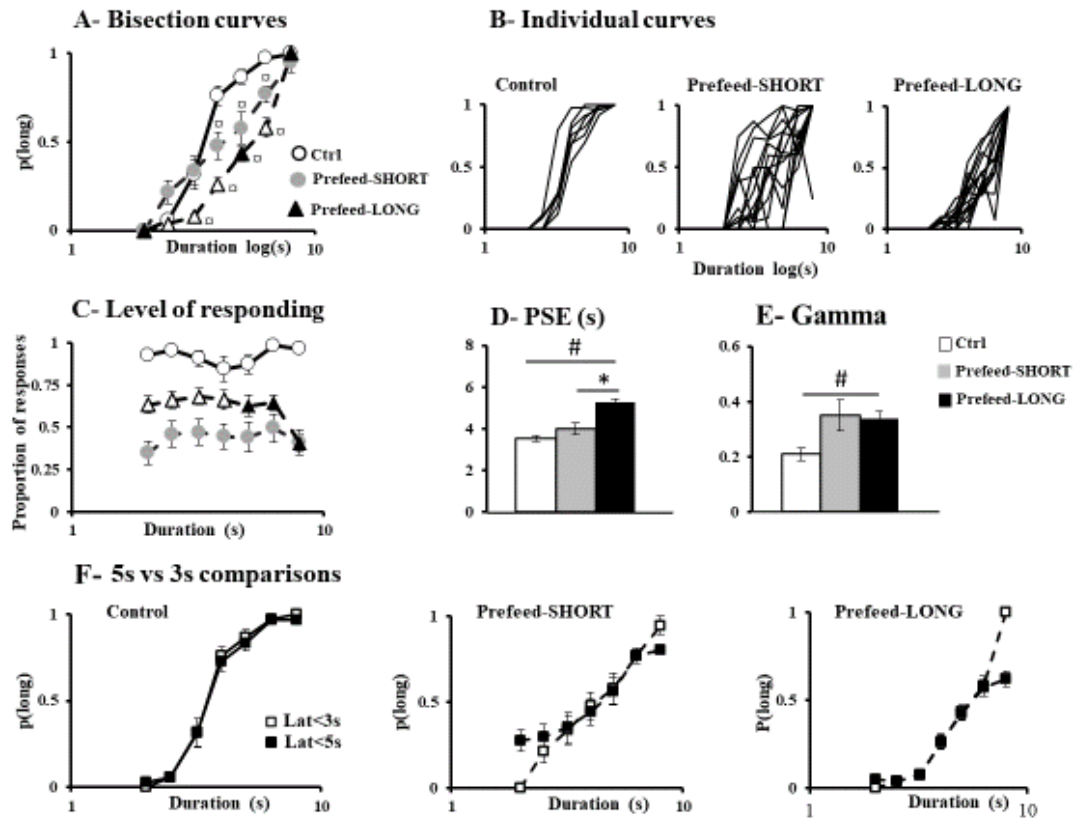 A- Bisection curves
B- Individual curves
1
0.5
0
p(long)
1
10
Duration log(s)
Ctrl
Prefeed-SHORT
Prefeed-LONG
Control
Prefeed-SHORT
Prefeed-LONG
1
0.5
0
1
10
1
0.5
0
1
10
1
0.5
0
1
10
Duration log(s)
C- Level of responding
D- PSE (s)
E- Gamma
Proportion of responses
1
0.75
0.5
0.25
0
1
10
Duration (s)
8
6
4
2
0
#
*
0.6
0.4
0.2
0
#
Ctrl
Prefeed-SHORT
Prefeed-LONG
F- 5s vs 3s comparisons
Control
p(long)
1
0.5
0
1
10
Duration (s)
Lat<3s
Lat<5s
Prefeed-SHORT
p(long)
1
0.5
0
1
10
Duration (s)
Prefeed-LONG
P(long)
1
0.5
0
1
10
Duration (s)